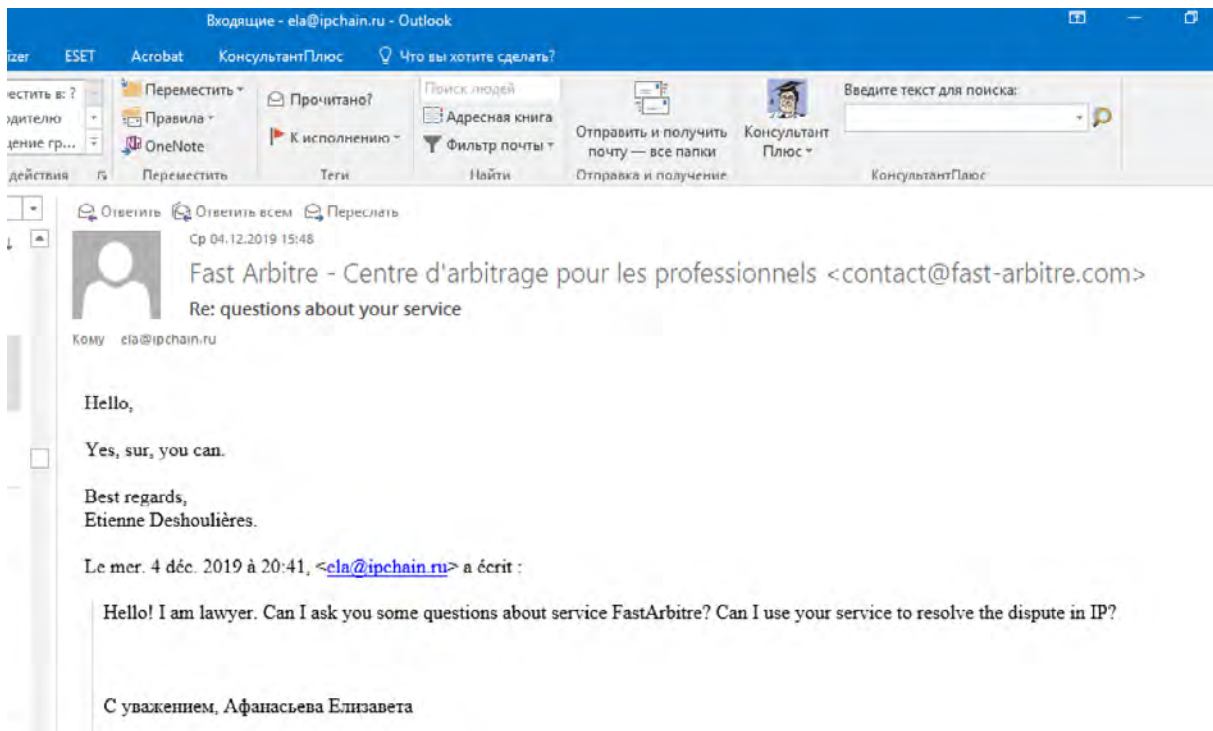 Входящие - ela@ipchain.ru - Outlook
izer ESET Acrobat КонсультантПлюс Что вы хотите сделать?
естить в: ? Переместить Прочитано? Поиск людей Введите текст для поиска:
одителю Правила Адресная книга Отправить и получить Консультант
дение гр... OneNote К исполнению Фильтр почты почту — все папки Плюс
действия Переместить Теги Найти Отправка и получение КонсультантПлюс
Ответить Ответить всем Переслать
Ср 04.12.2019 15:48
Fast Arbitre - Centre d'arbitrage pour les professionnels <contact@fast-arbitre.com>
Re: questions about your service
Кому ela@ipchain.ru
Hello,
Yes, sur, you can.
Best regards,
Etienne Deshoulières.
Le mer. 4 déc. 2019 à 20:41, <ela@ipchain.ru> a écrit :
Hello! I am lawyer. Can I ask you some questions about service FastArbitre? Can I use your service to resolve the dispute in IP?
С уважением, Афанасьева Елизавета